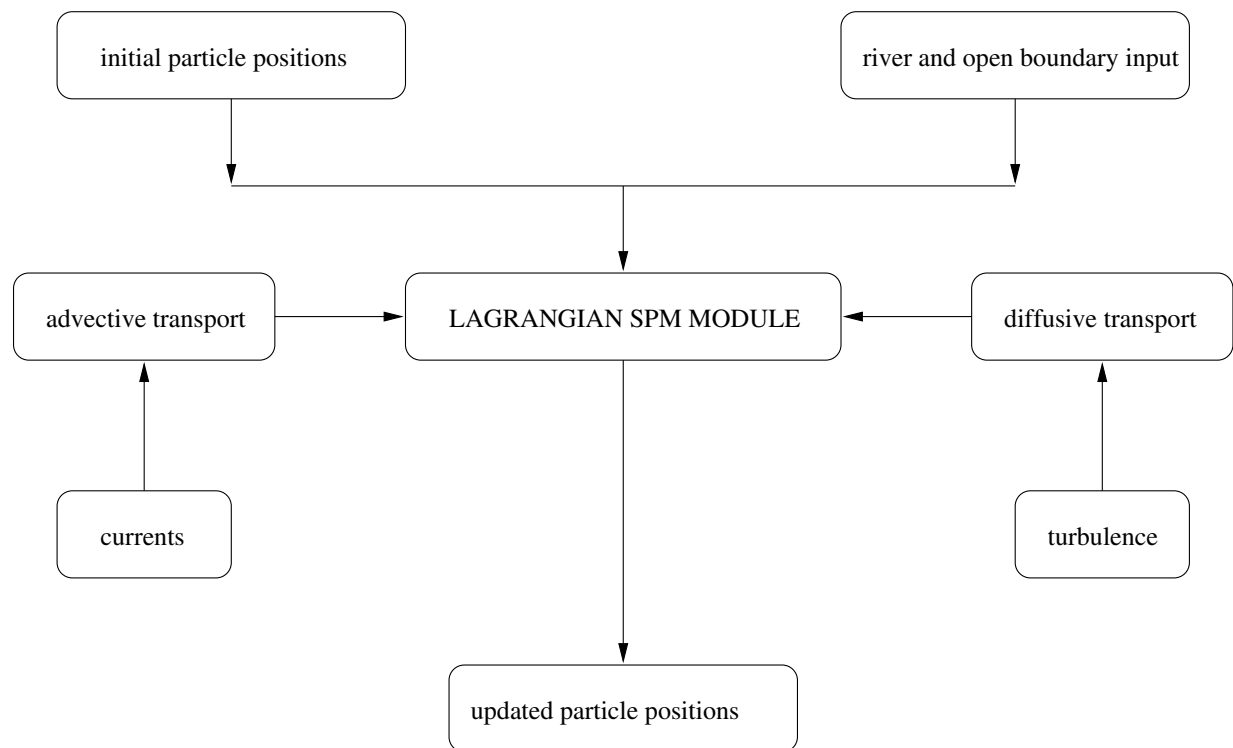 initial particle positions
river and open boundary input
advective transport
LAGRANGIAN SPM MODULE
diffusive transport
currents
turbulence
updated particle positions